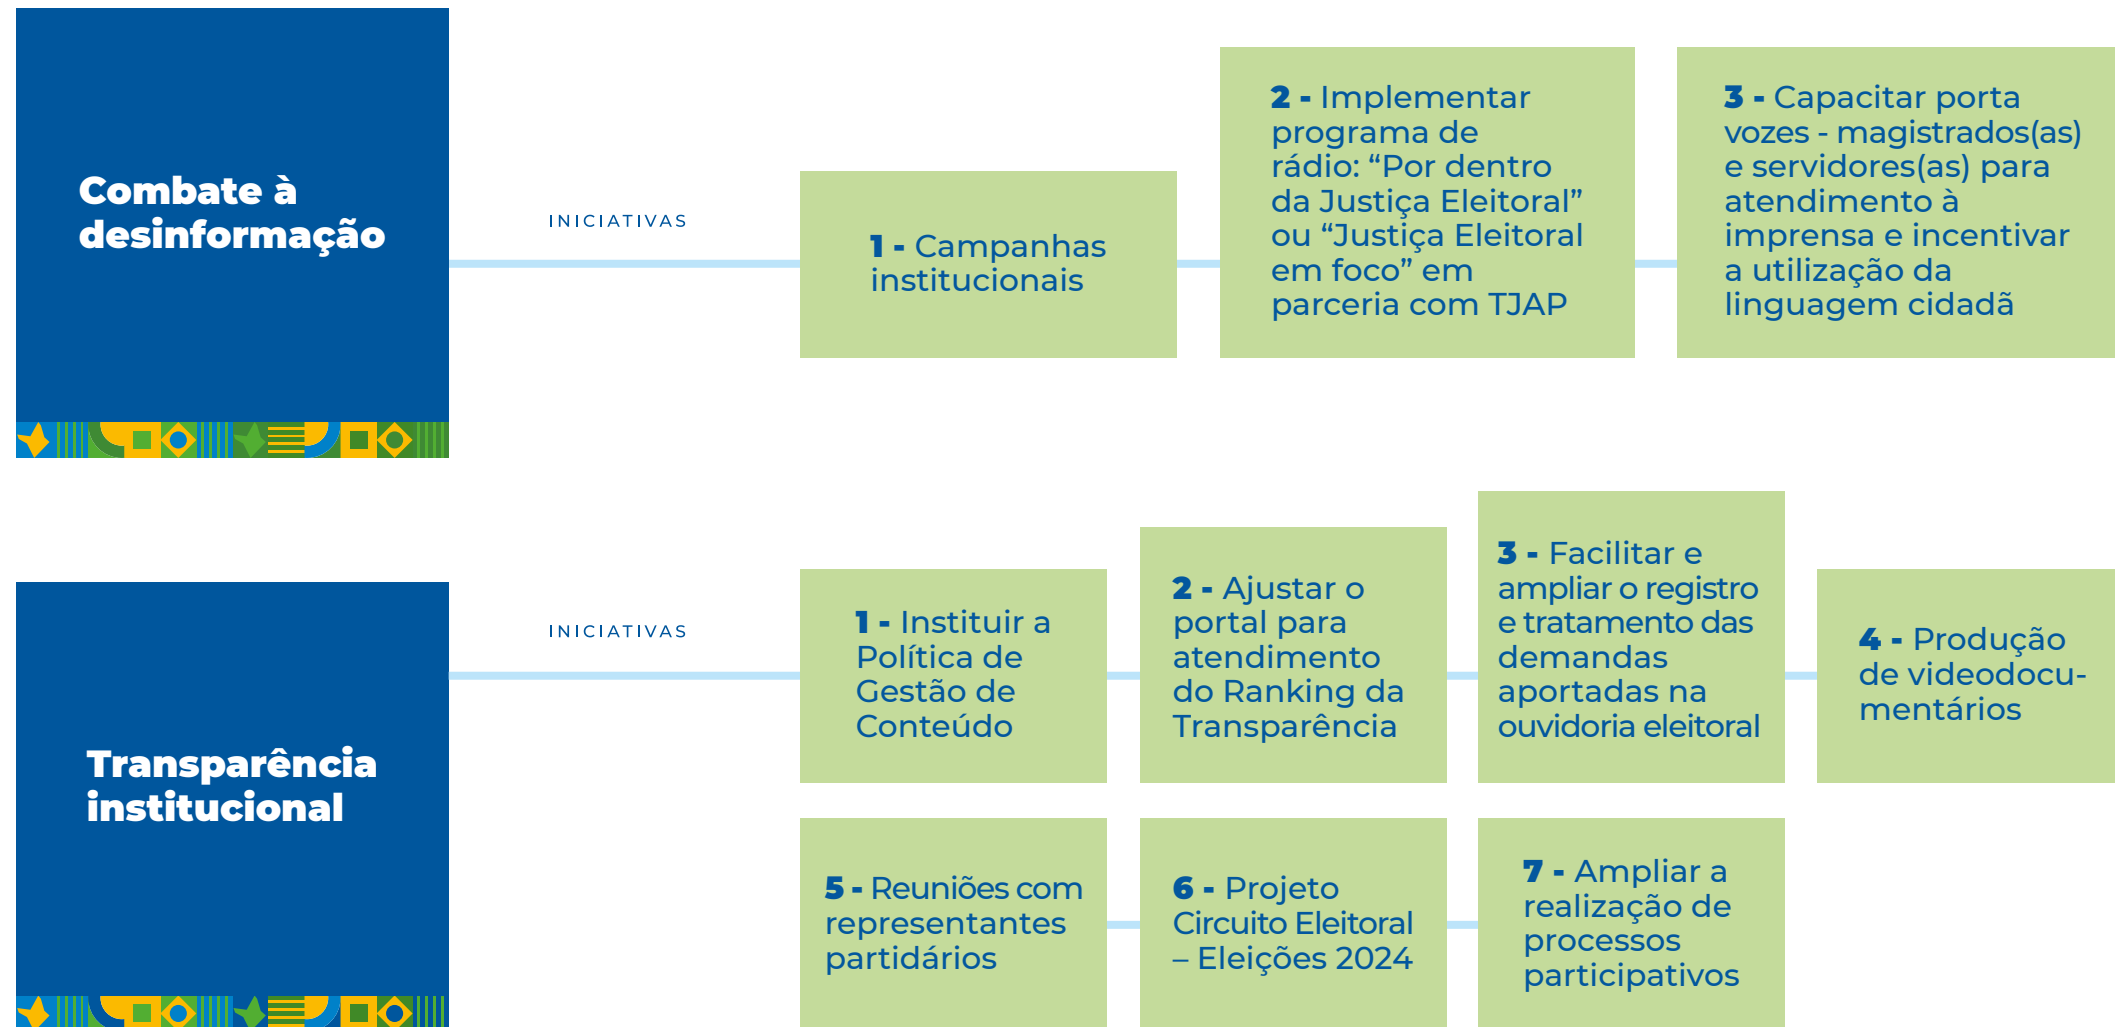 Combate à
desinformação
INICIATIVAS
1 - Campanhas
institucionais
2 - Implementar
programa de
rádio: “Por dentro
da Justiça Eleitoral”
ou “Justiça Eleitoral
em foco” em
parceria com TJAP
3 - Capacitar porta
vozes - magistrados(as)
e servidores(as) para
atendimento à
imprensa e incentivar
a utilização da
linguagem cidadã
Transparência
institucional
INICIATIVAS
1 - Instituir a
Política de
Gestão de
Conteúdo
2 - Ajustar o
portal para
atendimento
do Ranking da
Transparência
3 - Facilitar e
ampliar o registro
e tratamento das
demandas
aportadas na
ouvidoria eleitoral
4 - Produção
de videodocu-
mentários
5 - Reuniões com
representantes
partidários
6 - Projeto
Circuito Eleitoral
– Eleições 2024
7 - Ampliar a
realização de
processos
participativos